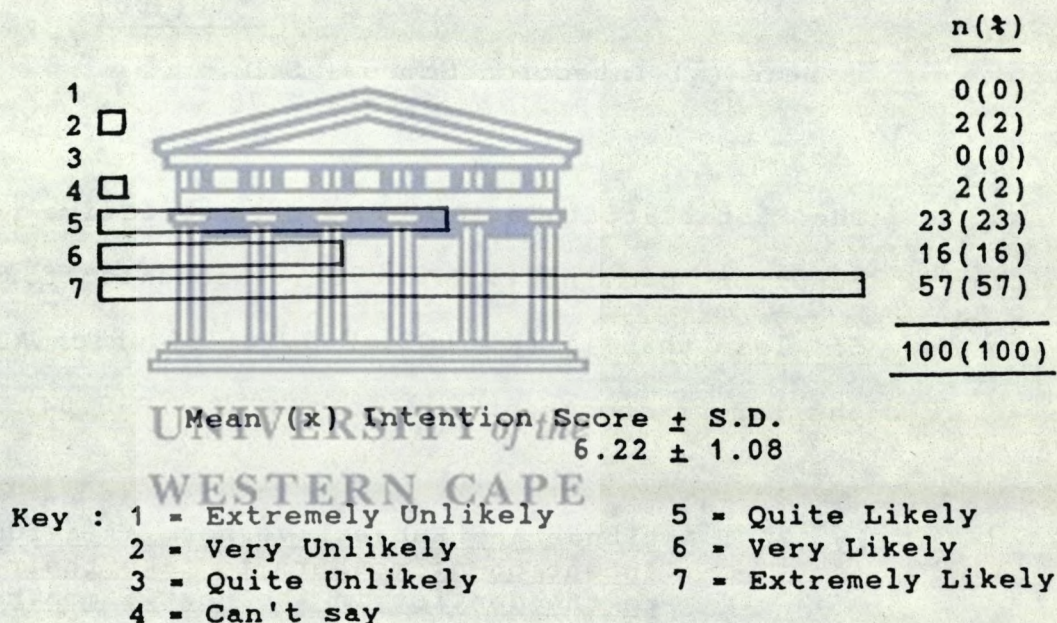 n(%)
1 0(0)
2 2(2)
3 0(0)
4 2(2)
5 23(23)
6 16(16)
7 57(57)
100(100)
Mean (x) Intention Score ± S.D.
6.22 ± 1.08
UNIVERSITY of the
WESTERN CAPE
Key : 1 = Extremely Unlikely 5 = Quite Likely
2 = Very Unlikely 6 = Very Likely
3 = Quite Unlikely 7 = Extremely Likely
4 = Can't say